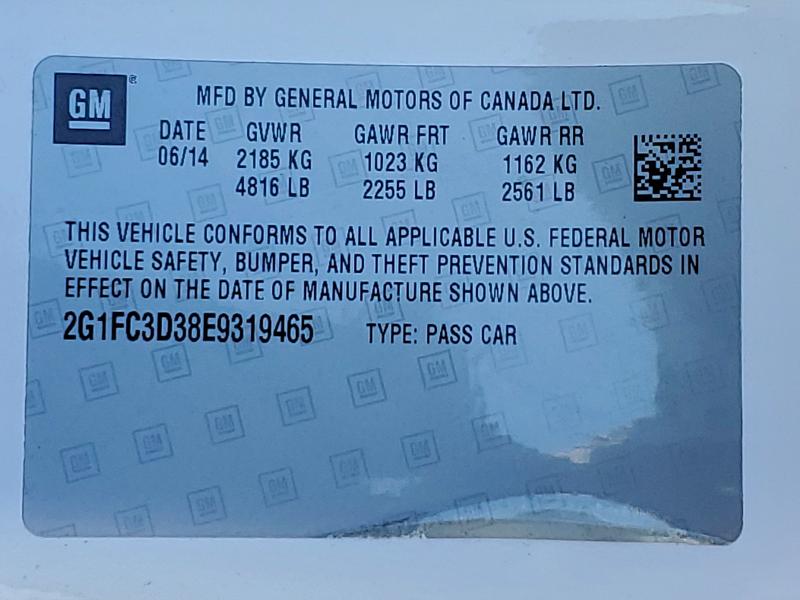 GM ®
MFD BY GENERAL MOTORS OF CANADA LTD.
DATE GVWR GAWR FRT GAWR RR
06/14 2185 KG 1023 KG 1162 KG
4816 LB 2255 LB 2561 LB
THIS VEHICLE CONFORMS TO ALL APPLICABLE U.S. FEDERAL MOTOR
VEHICLE SAFETY, BUMPER, AND THEFT PREVENTION STANDARDS IN
EFFECT ON THE DATE OF MANUFACTURE SHOWN ABOVE.
2G1FC3D38E9319465 TYPE: PASS CAR